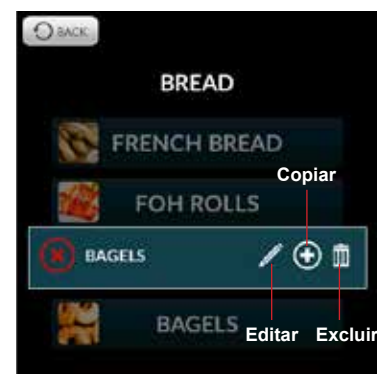 BACK
BREAD
FRENCH BREAD
Copiar
FOH ROLLS
BAGELS
BAGELS
Editar Excluir